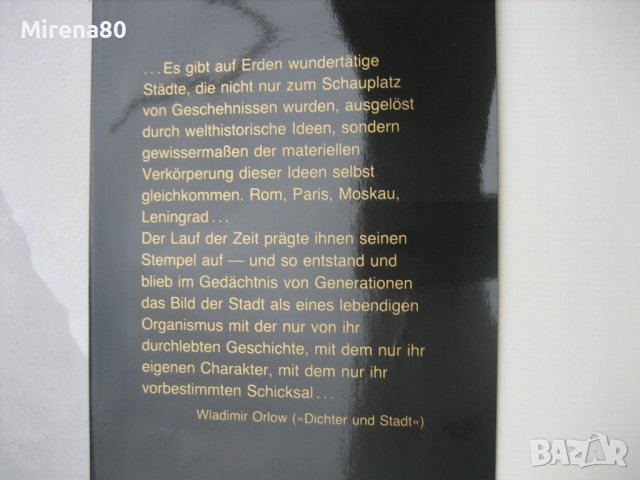 Mirena80
...Es gibt auf Erden wundertätige
Städte, die nicht nur zum Schauplatz
von Geschehnissen wurden, ausgelöst
durch welthistorische Ideen, sondern
gewissermaßen der materiellen
Verkörperung dieser Ideen selbst
gleichkommen. Rom, Paris, Moskau,
Leningrad...
Der Lauf der Zeit prägte ihnen seinen
Stempel auf — und so entstand und
blieb im Gedächtnis von Generationen
das Bild der Stadt als eines lebendigen
Organismus mit der nur von ihr
durchlebten Geschichte, mit dem nur ihr
eigenen Charakter, mit dem nur ihr
vorbestimmten Schicksal...
Wladimir Orlow (»Dichter und Stadt«)
BAZAR